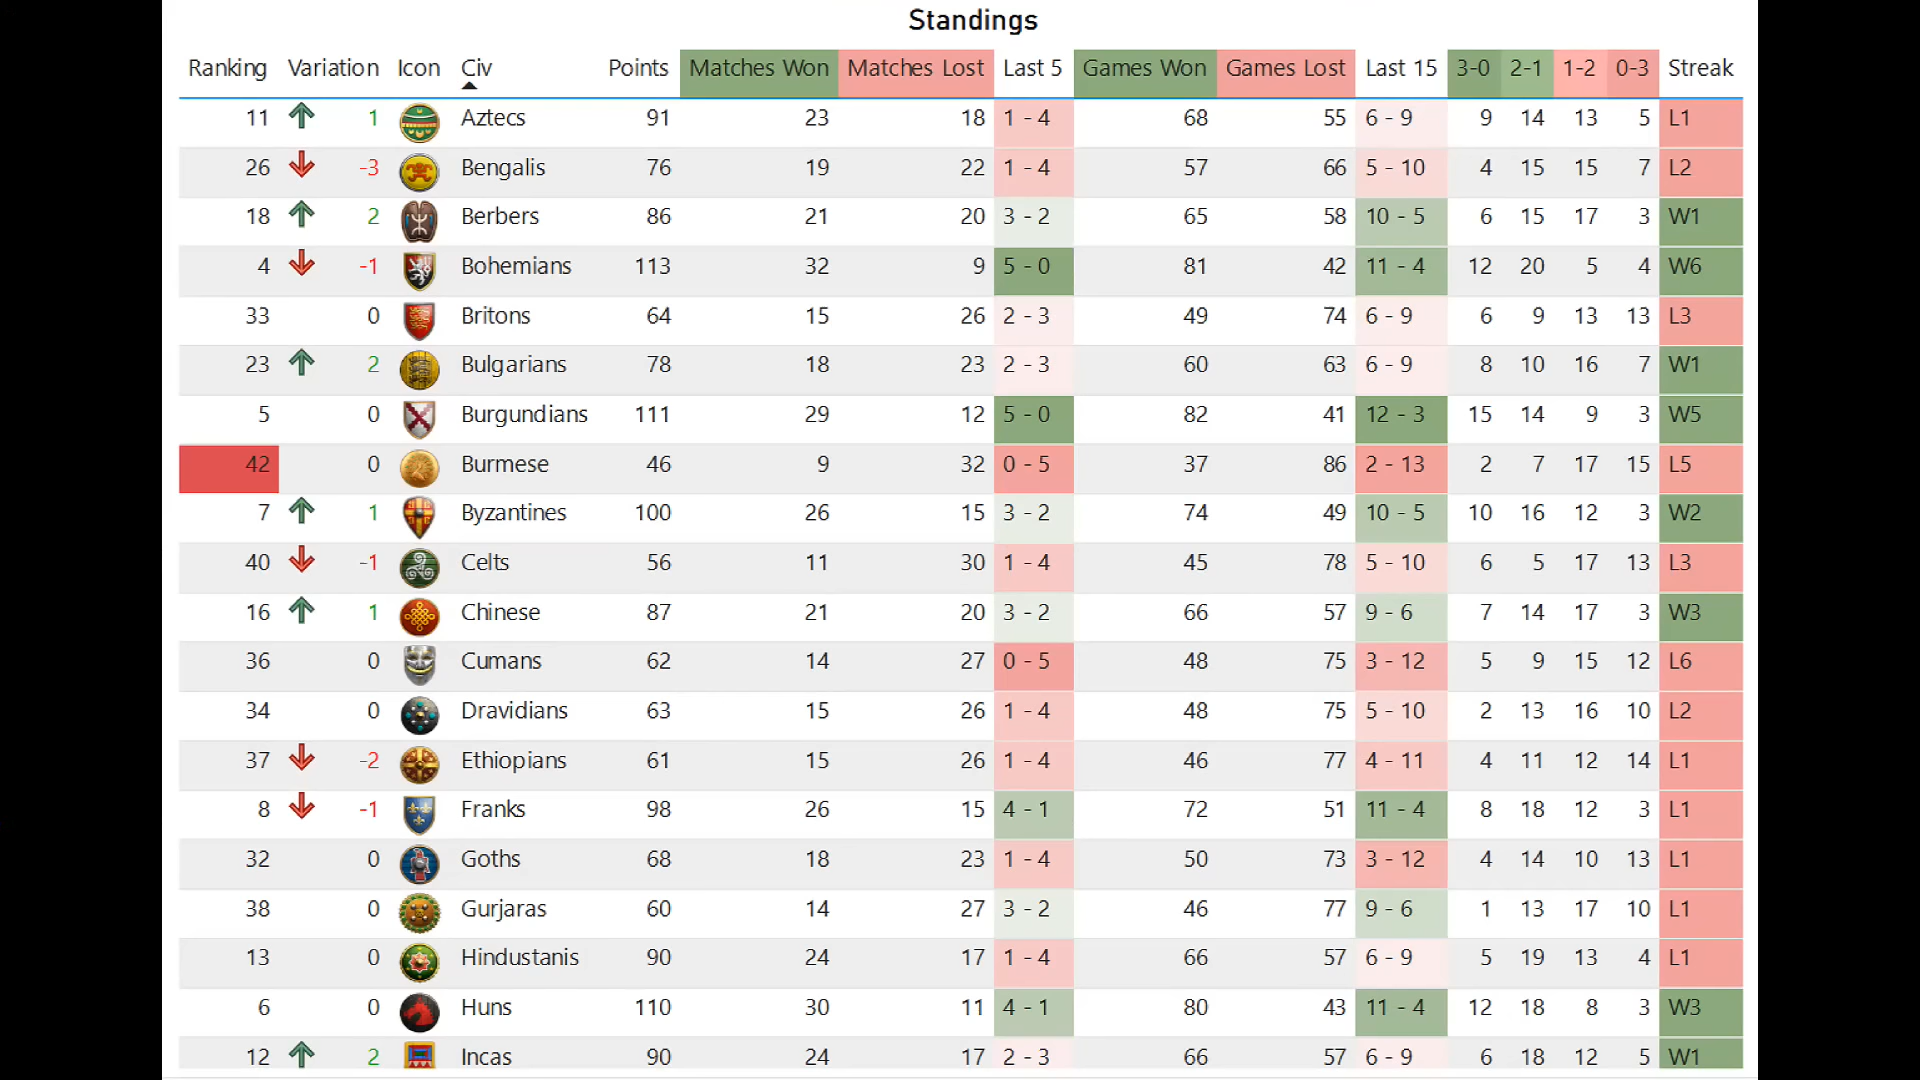 Standings
Ranking Variation Icon Civ Points Matches Won Matches Lost Last 5 Games Won Games Lost Last 15 3-0 2-1 1-2 0-3 Streak
11 1 Aztecs 91 23 18 1 - 4 68 55 6 - 9 9 14 13 5 L1
26 -3 Bengalis 76 19 22 1 - 4 57 66 5 - 10 4 15 15 7 L2
18 2 Berbers 86 21 20 3 - 2 65 58 10 - 5 6 15 17 3 W1
4 -1 Bohemians 113 32 9 5 - 0 81 42 11 - 4 12 20 5 4 W6
33 0 Britons 64 15 26 2 - 3 49 74 6 - 9 6 9 13 13 L3
23 2 Bulgarians 78 18 23 2 - 3 60 63 6 - 9 8 10 16 7 W1
5 0 Burgundians 111 29 12 5 - 0 82 41 12 - 3 15 14 9 3 W5
42 0 Burmese 46 9 32 0 - 5 37 86 2 - 13 2 7 17 15 L5
7 1 Byzantines 100 26 15 3 - 2 74 49 10 - 5 10 16 12 3 W2
40 -1 Celts 56 11 30 1 - 4 45 78 5 - 10 6 5 17 13 L3
16 1 Chinese 87 21 20 3 - 2 66 57 9 - 6 7 14 17 3 W3
36 0 Cumans 62 14 27 0 - 5 48 75 3 - 12 5 9 15 12 L6
34 0 Dravidians 63 15 26 1 - 4 48 75 5 - 10 2 13 16 10 L2
37 -2 Ethiopians 61 15 26 1 - 4 46 77 4 - 11 4 11 12 14 L1
8 -1 Franks 98 26 15 4 - 1 72 51 11 - 4 8 18 12 3 L1
32 0 Goths 68 18 23 1 - 4 50 73 3 - 12 4 14 10 13 L1
38 0 Gurjaras 60 14 27 3 - 2 46 77 9 - 6 1 13 17 10 L1
13 0 Hindustanis 90 24 17 1 - 4 66 57 6 - 9 5 19 13 4 L1
6 0 Huns 110 30 11 4 - 1 80 43 11 - 4 12 18 8 3 W3
12 2 Incas 90 24 17 2 - 3 66 57 6 - 9 6 18 12 5 W1